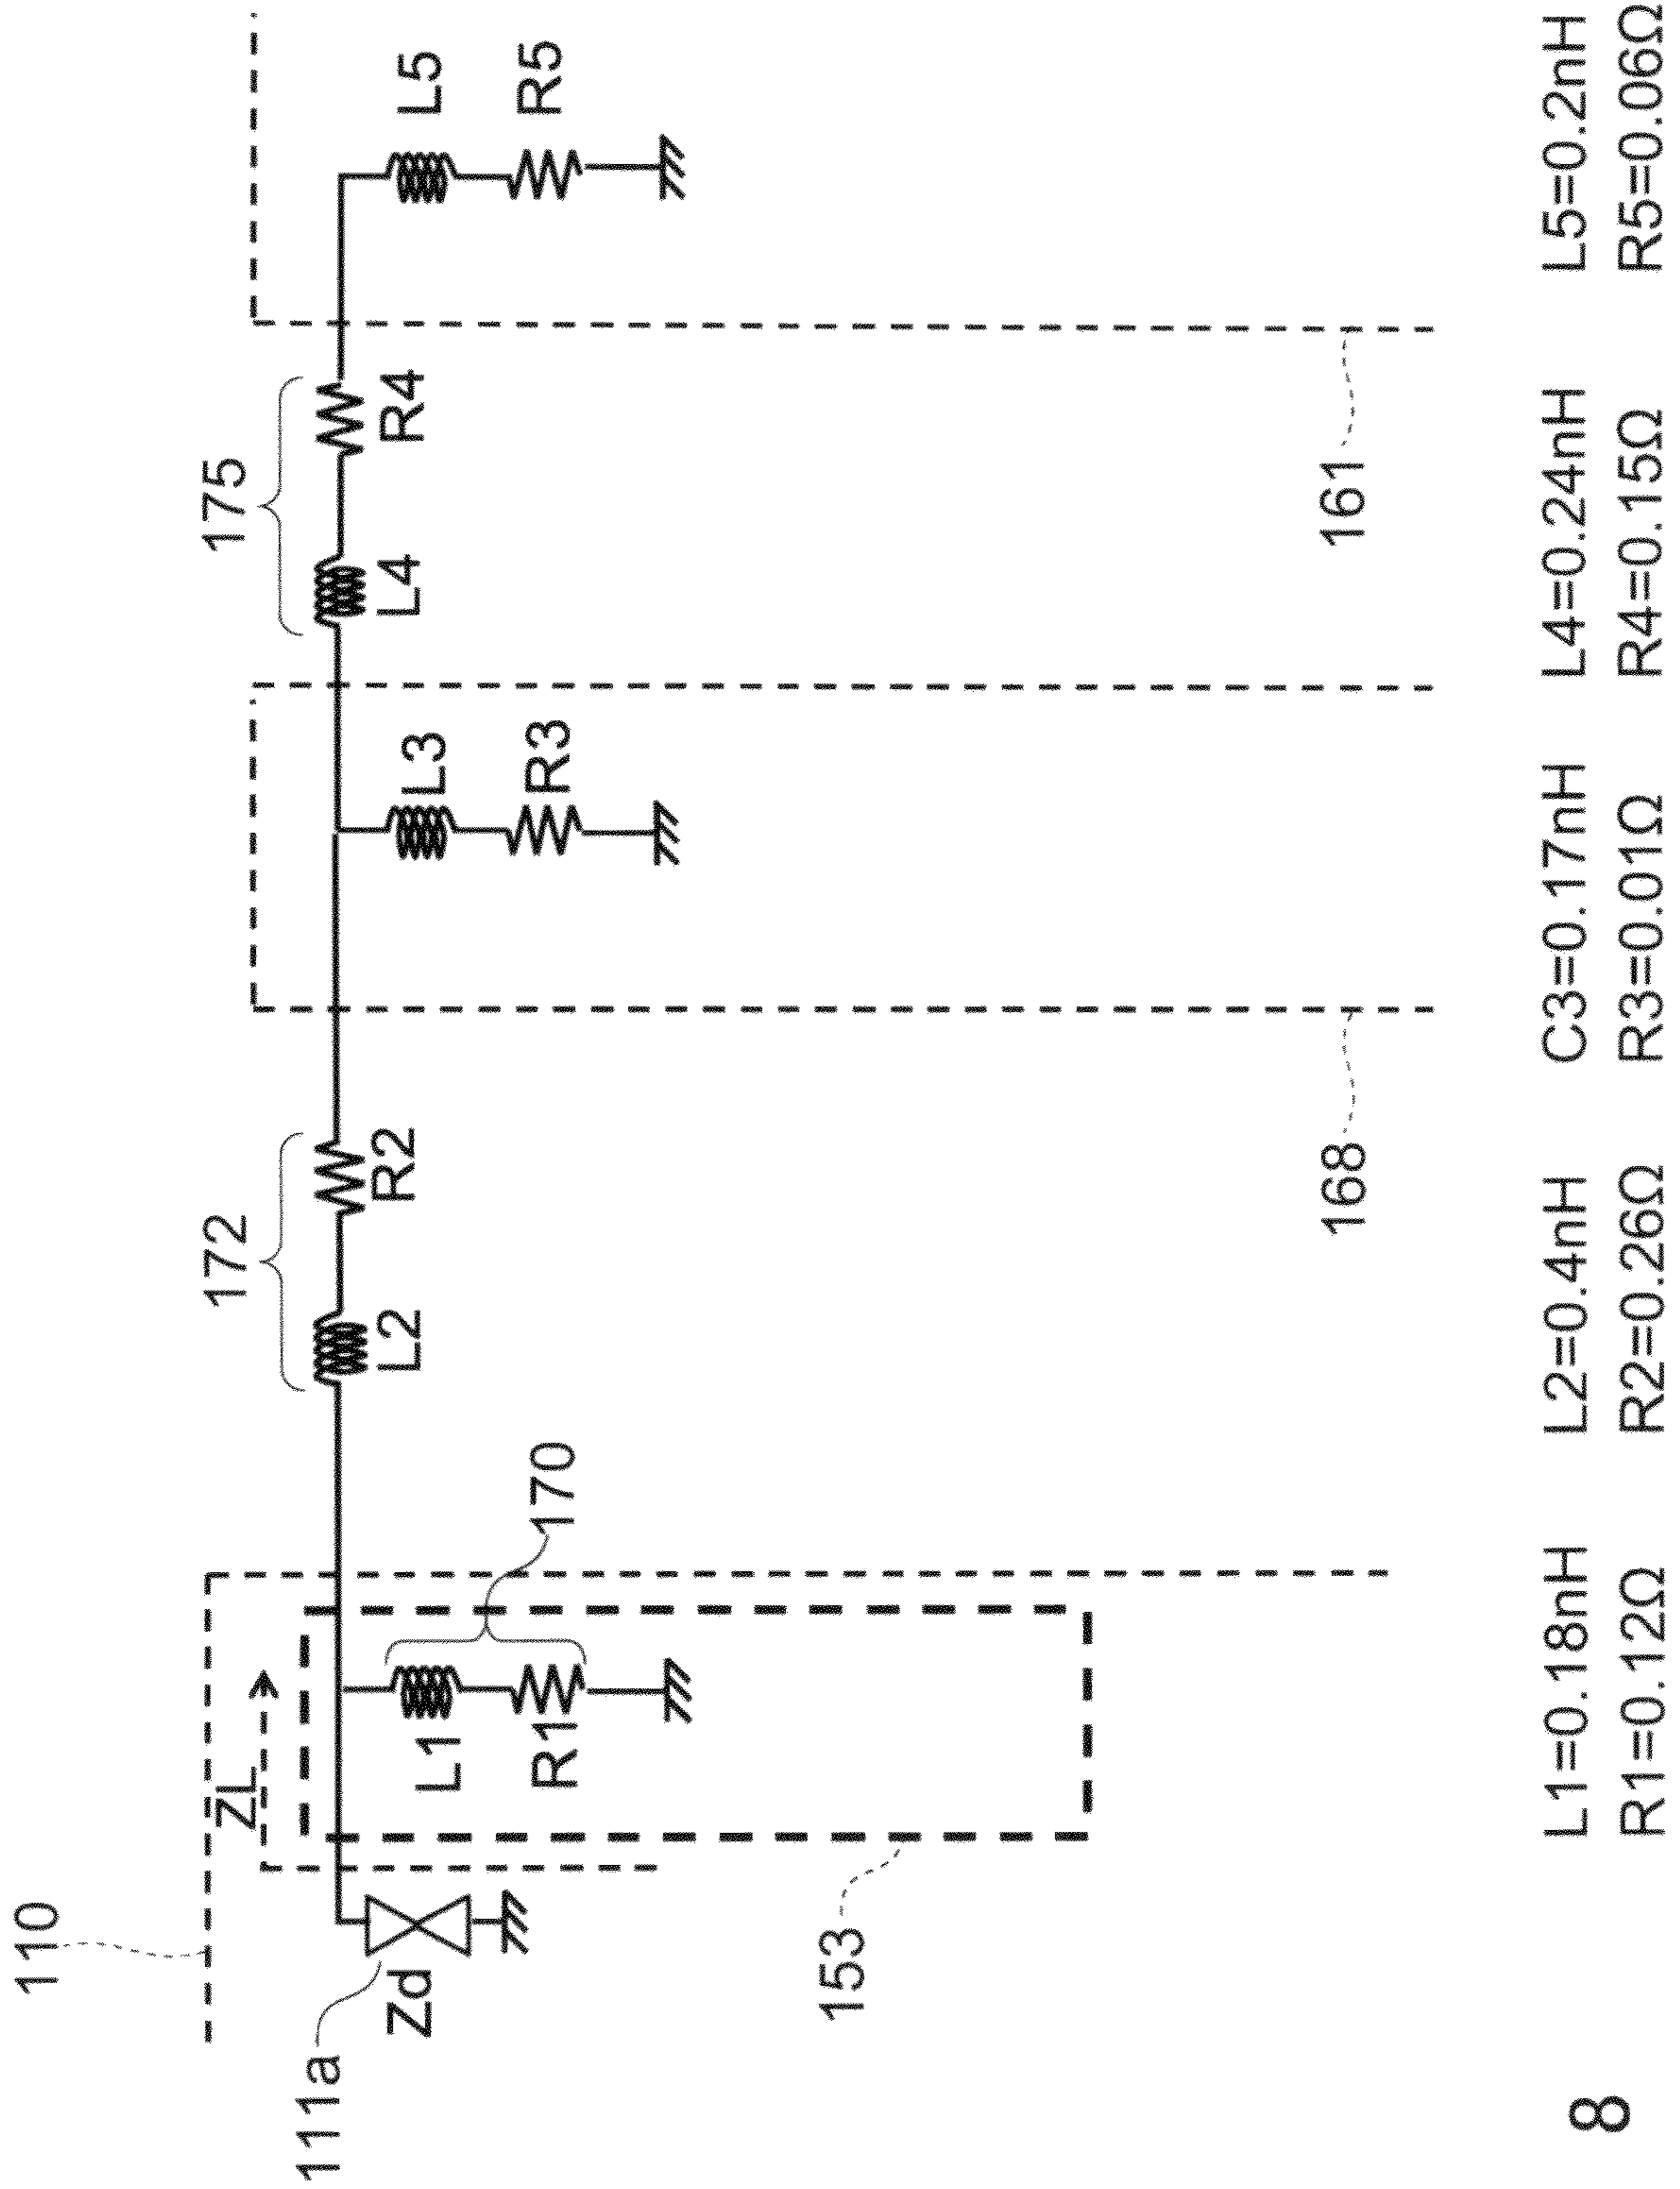 110
ZL
175
172
111a
Zd
L1
R1
170
L2
R2
L3
R3
L4
R4
L5
R5
153
168
161
L1=0.18nH L2=0.4nH C3=0.17nH L4=0.24nH L5=0.2nH
R1=0.12Ω R2=0.26Ω R3=0.01Ω R4=0.15Ω R5=0.06Ω
8